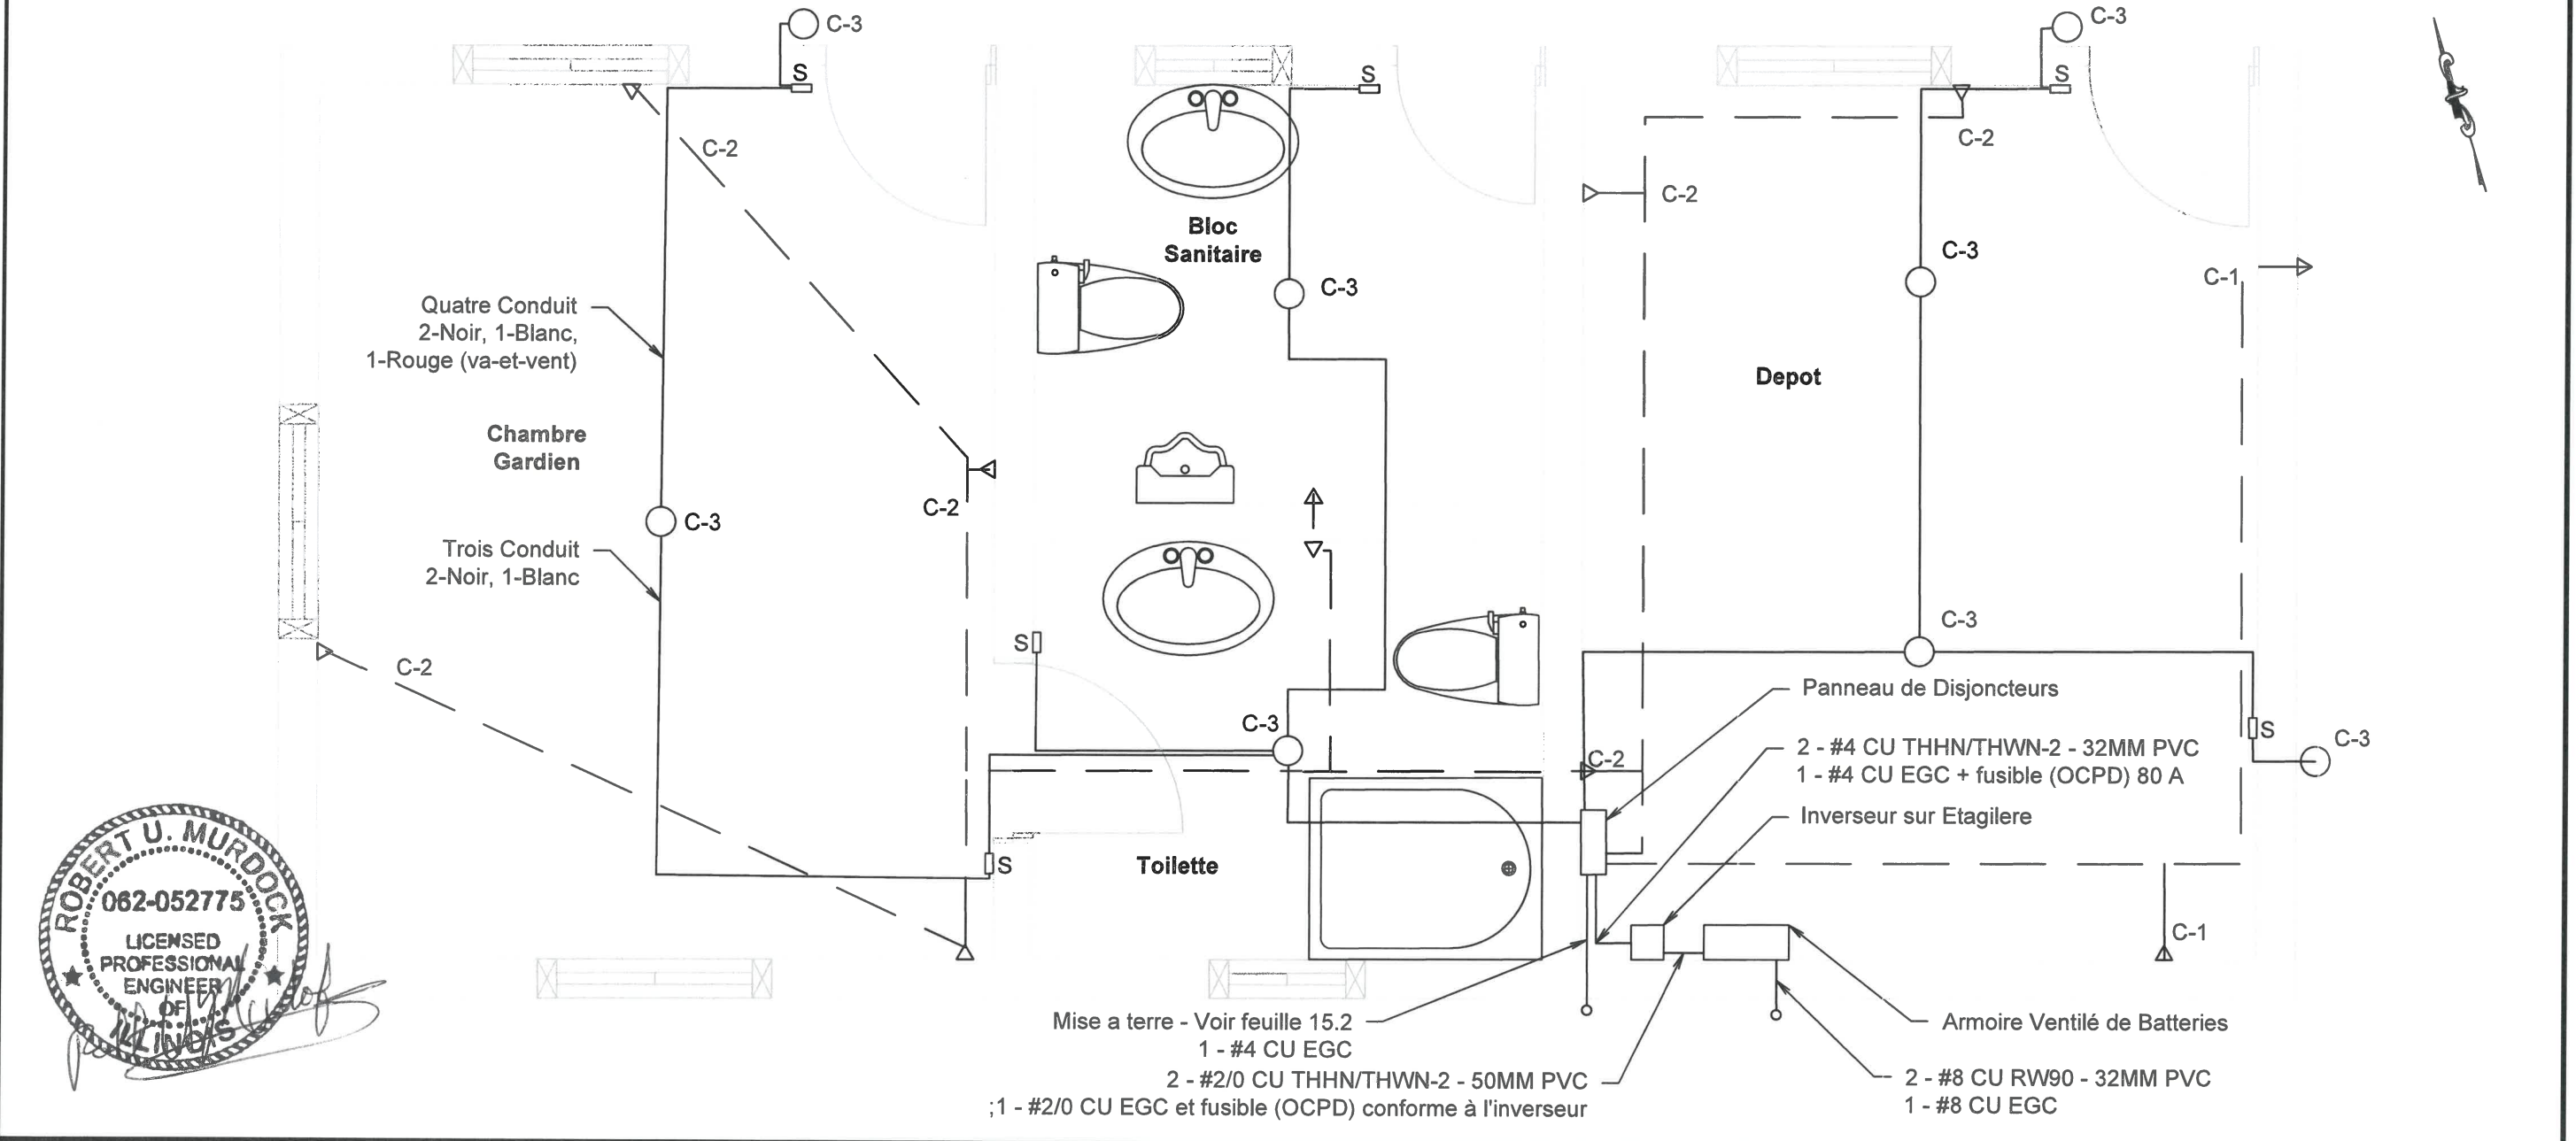 C-3
C-3
S
S
S
C-2
C-2
C-2
Bloc
Sanitaire
C-3
C-3
C-1
Quatre Conduit
2-Noir, 1-Blanc,
1-Rouge (va-et-vent)
Depot
Chambre
Gardien
C-2
C-3
Trois Conduit
2-Noir, 1-Blanc
C-3
S
C-2
Panneau de Disjoncteurs
C-3
S
C-3
C-2
2 - #4 CU THHN/THWN-2 - 32MM PVC
1 - #4 CU EGC + fusible (OCPD) 80 A
Inverseur sur Etagilere
S
Toilette
ROBERT U. MURDOCK
062-052775
LICENSED
PROFESSIONAL
ENGINEER
OF
ILLINOIS
C-1
Mise a terre - Voir feuille 15.2
1 - #4 CU EGC
Armoire Ventilé de Batteries
2 - #2/0 CU THHN/THWN-2 - 50MM PVC
;1 - #2/0 CU EGC et fusible (OCPD) conforme à l'inverseur
2 - #8 CU RW90 - 32MM PVC
1 - #8 CU EGC